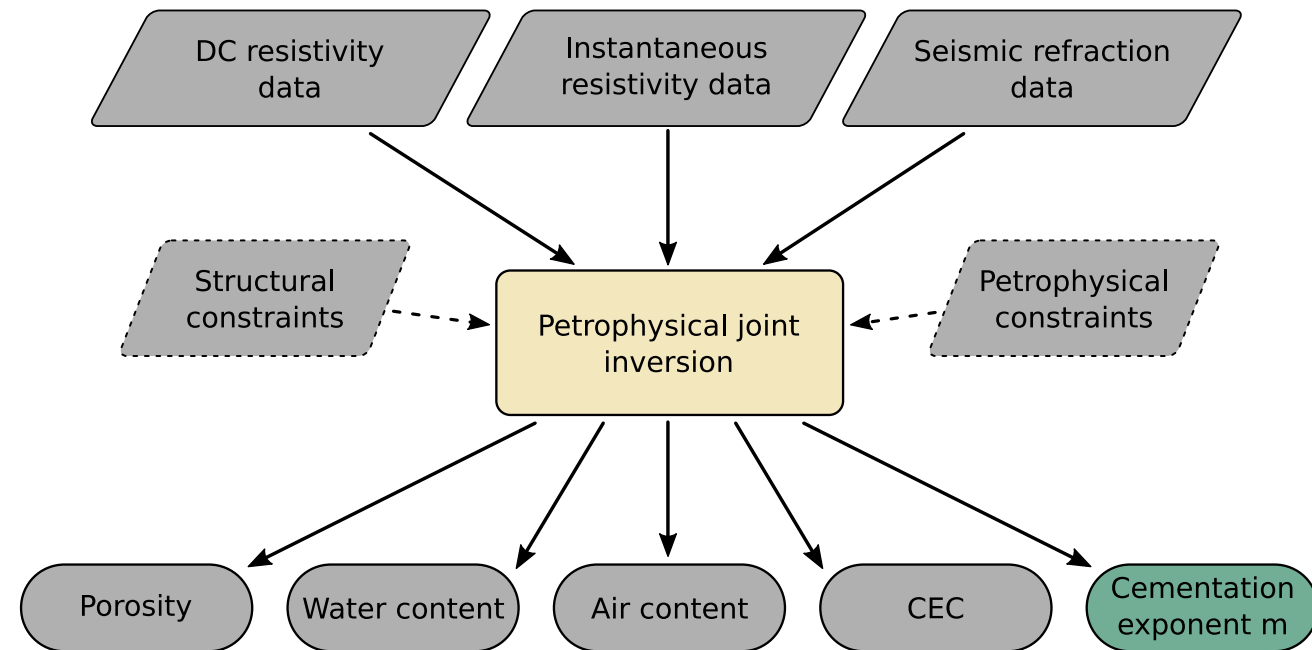 DC resistivity
data
Instantaneous
resistivity data
Seismic refraction
data
Structural
constraints
Petrophysical joint
inversion
Petrophysical
constraints
Porosity
Water content
Air content
CEC
Cementation
exponent m